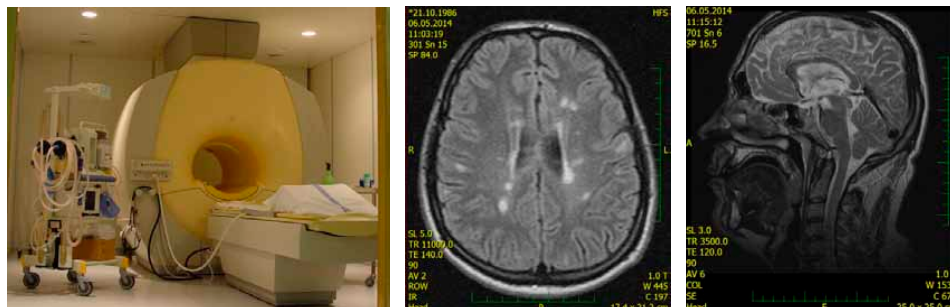 *21.10.1986
06.05.2014
11:03:19
301 Sn 15
SP 84.0
HFS
R
L
SL 5.0
TR 11000.0
TE 140.0
90
AV 2
ROW
IR
1.0 T
W 445
C 197
06.05.2014
11:15:12
701 Sn 6
SP 16.5
A
SL 3.0
TR 3500.0
TE 120.0
90
AV 6
COL
SE
1.0